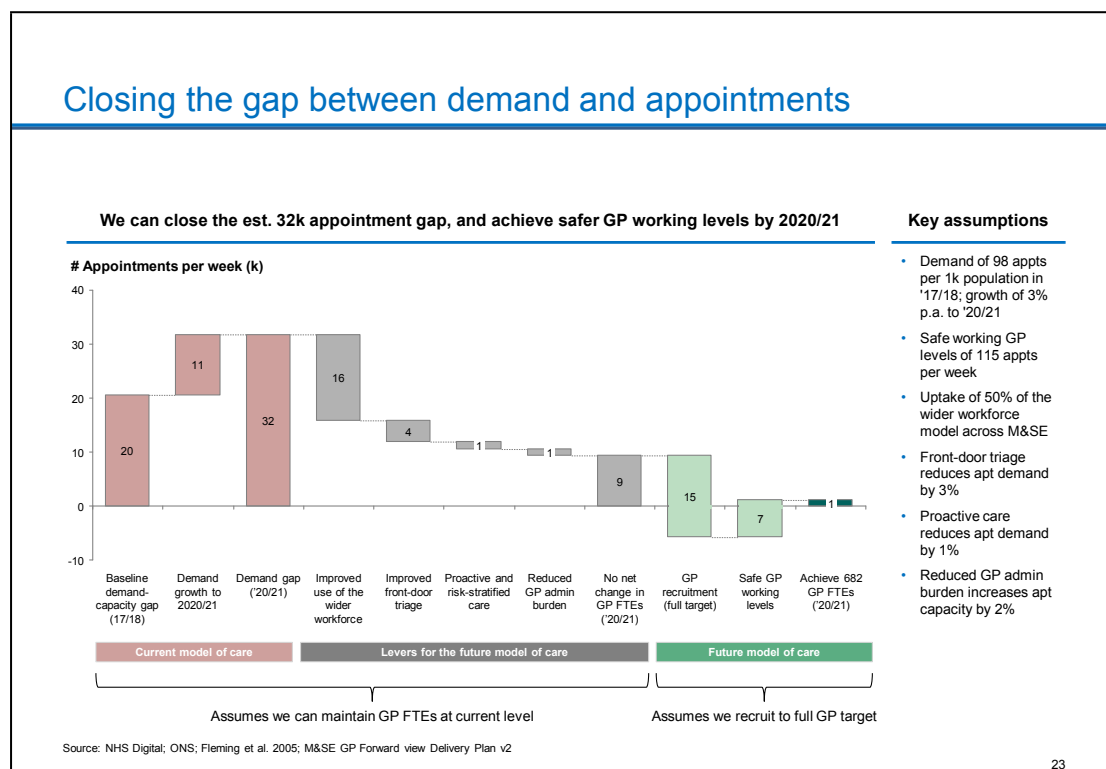 Closing the gap between demand and appointments
We can close the est. 32k appointment gap, and achieve safer GP working levels by 2020/21
# Appointments per week (k)
40
30
20
10
0
-10
20
11
32
16
4
1
1
9
15
7
1
Baseline
demand-
capacity gap
(17/18)
Demand
growth to
2020/21
Demand gap
('20/21)
Improved
use of the
wider
workforce
Improved
front-door
triage
Proactive and
risk-stratified
care
Reduced
GP admin
burden
No net
change in
GP FTEs
('20/21)
GP
recruitment
(full target)
Safe GP
working
levels
Achieve 682
GP FTEs
('20/21)
Current model of care
Levers for the future model of care
Future model of care
Assumes we can maintain GP FTEs at current level
Assumes we recruit to full GP target
Key assumptions
• Demand of 98 appts
per 1k population in
'17/18; growth of 3%
p.a. to '20/21
• Safe working GP
levels of 115 appts
per week
• Uptake of 50% of the
wider workforce
model across M&SE
• Front-door triage
reduces apt demand
by 3%
• Proactive care
reduces apt demand
by 1%
• Reduced GP admin
burden increases apt
capacity by 2%
Source: NHS Digital; ONS; Fleming et al. 2005; M&SE GP Forward view Delivery Plan v2
23